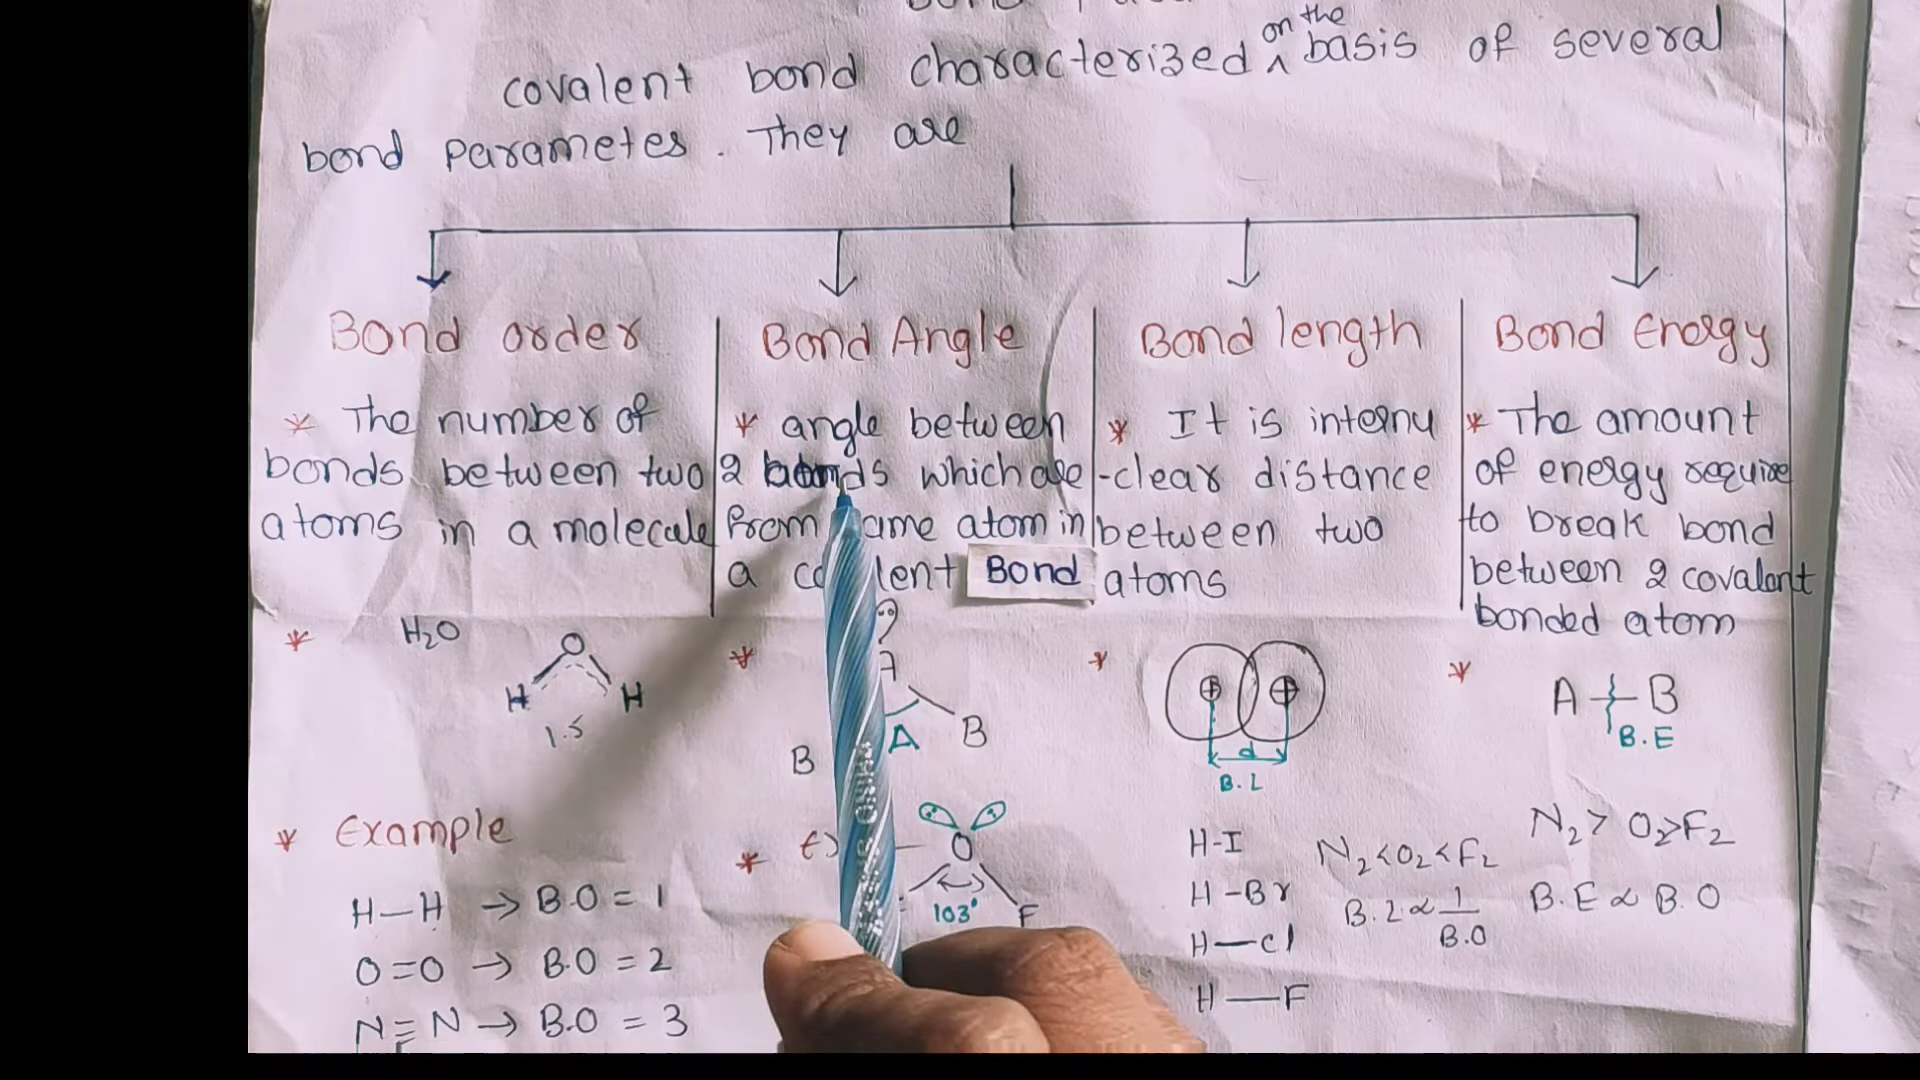 covalent bond characterized ^ on the basis of several
bond parametes. They are
Bond order
* The number of
bonds between two
atoms in a molecule
* H₂O
O
H H
1.5
* Example
H—H → B.O = 1
O=O → B.O = 2
N≡N → B.O = 3
Bond Angle
* angle between
2 bonds which are
from ame atom in
a co lent Bond
*
B A B
*
O
103° F
Bond length
* It is internu
-clear distance
between two
atoms
*
d
B.L
H-I
H-Br
H—Cl
H—F
N₂<O₂<F₂
B.L∝1/B.O
Bond Energy
* The amount
of energy require
to break bond
between 2 covalent
bonded atom
*
A B
B.E
N₂> O₂>F₂
B.E ∝ B.O